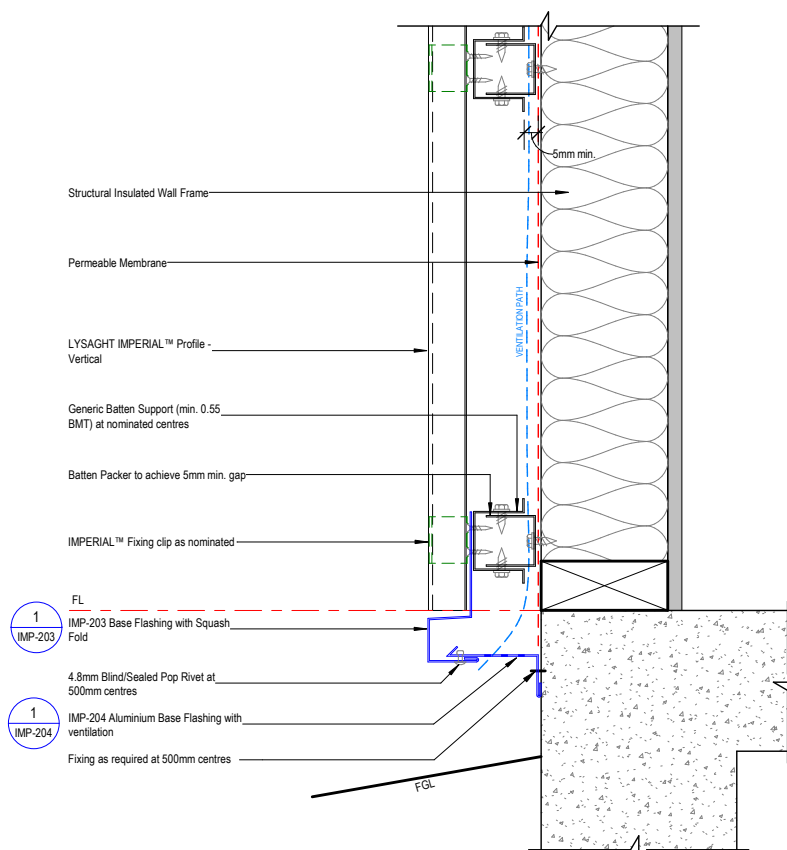 5mm min.
Structural Insulated Wall Frame
Permeable Membrane
VENTILATION PATH
LYSAGHT IMPERIAL™ Profile -
Vertical
Generic Batten Support (min. 0.55
BMT) at nominated centres
Batten Packer to achieve 5mm min. gap
IMPERIAL™ Fixing clip as nominated
FL
1
IMP-203
IMP-203 Base Flashing with Squash
Fold
4.8mm Blind/Sealed Pop Rivet at
500mm centres
1
IMP-204
IMP-204 Aluminium Base Flashing with
ventilation
Fixing as required at 500mm centres
FGL